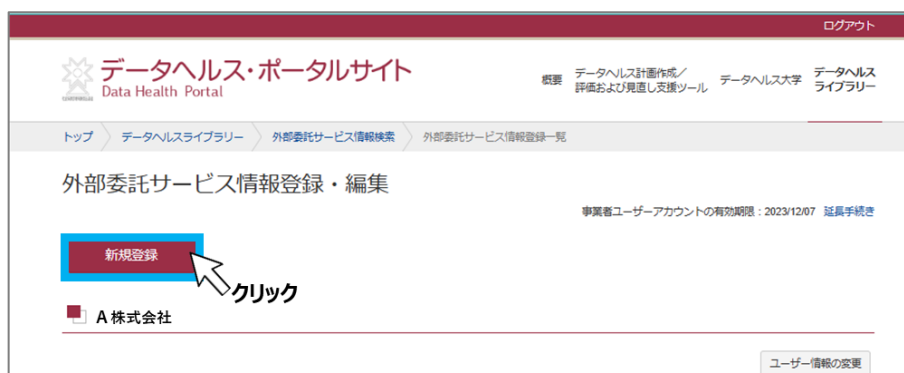 ログアウト
データヘルス・ポータルサイト
Data Health Portal
概要
データヘルス計画作成/
評価および見直し支援ツール
データヘルス大学
データヘルス
ライブラリー
トップ データヘルスライブラリー 外部委託サービス情報検索 外部委託サービス情報登録一覧
外部委託サービス情報登録・編集
事業者ユーザーアカウントの有効期限:2023/12/07 延長手続き
新規登録
クリック
A 株式会社
ユーザー情報の変更